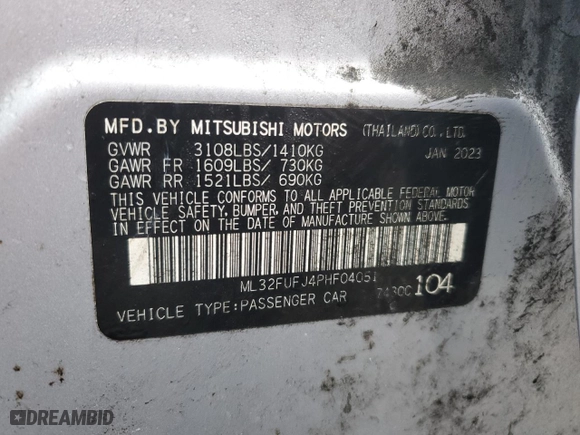 MFD.BY MITSUBISHI MOTORS (THAILAND) CO., LTD.
GVWR 3108LBS/1410KG JAN 2023
GAWR FR 1609LBS/ 730KG
GAWR RR 1521LBS/ 690KG
THIS VEHICLE CONFORMS TO ALL APPLICABLE FEDERAL MOTOR
VEHICLE SAFETY, BUMPER, AND THEFT PREVENTION STANDARDS
IN EFFECT ON THE DATE OF MANUFACTURE SHOWN ABOVE.
ML32FUFJ4PHF04051
VEHICLE TYPE:PASSENGER CAR 7430C 104
DREAMBID